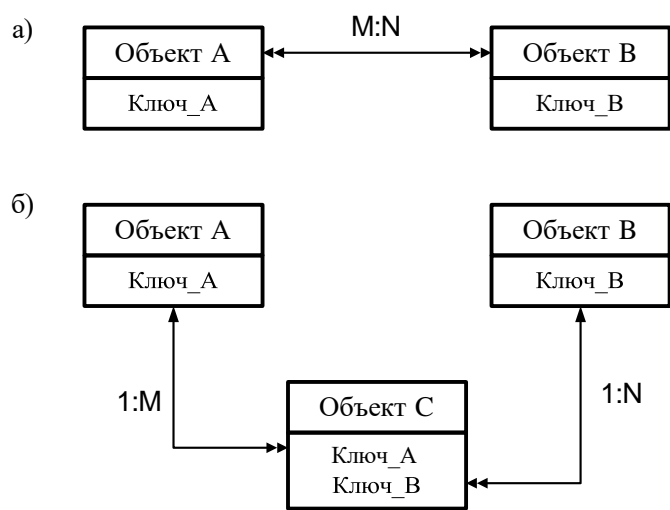 а)
M:N
Объект А
Объект В
Ключ_А
Ключ_В
б)
Объект А
Объект В
Ключ_А
Ключ_В
1:M
1:N
Объект С
Ключ_А
Ключ_В